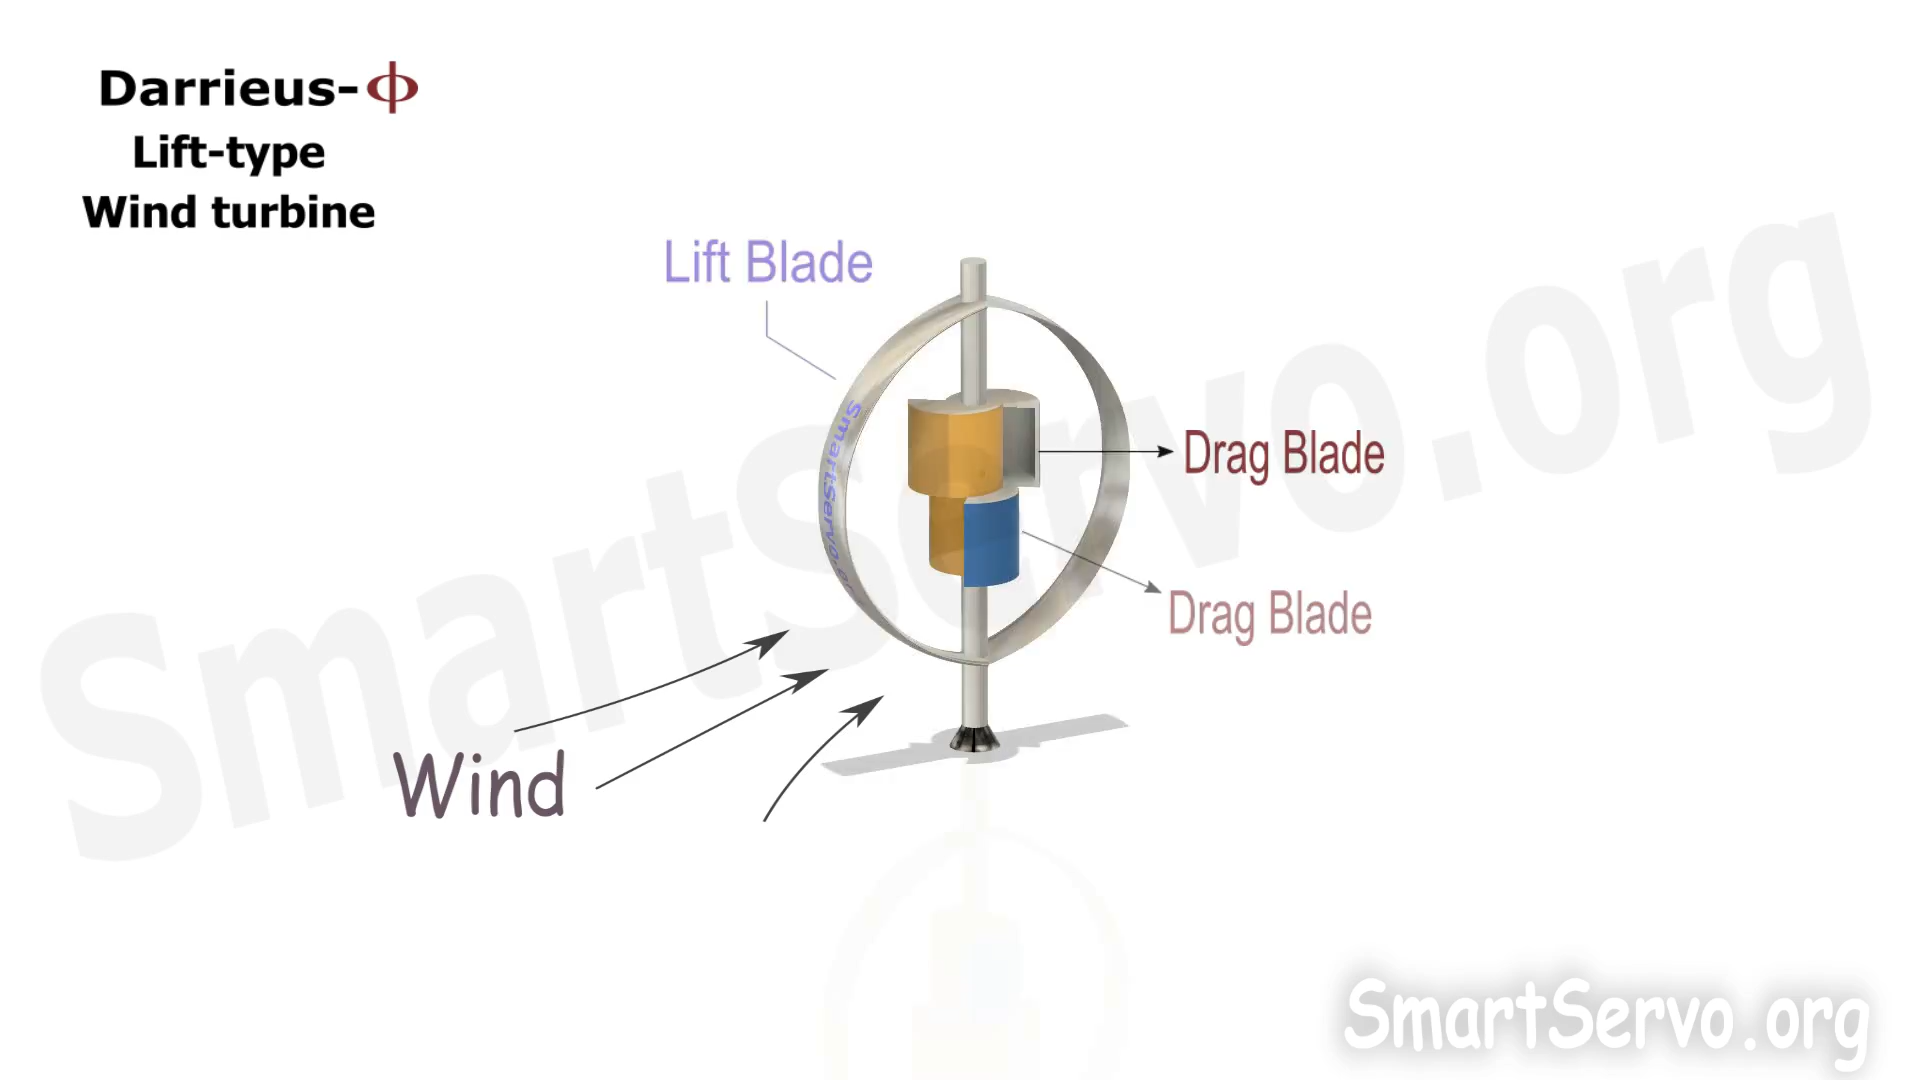 Darrieus-Φ
Lift-type
Wind turbine
Lift Blade
SmartServo.org
Drag Blade
Drag Blade
Wind
SmartServo.org